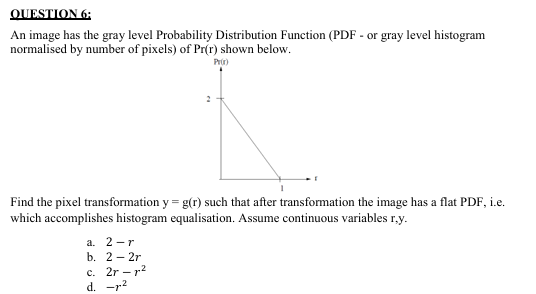 QUESTION 6:
An image has the gray level Probability Distribution Function (PDF - or gray level histogram
normalised by number of pixels) of Pr(r) shown below.
Pr(r)
2
r
1
Find the pixel transformation y = g(r) such that after transformation the image has a flat PDF, i.e.
which accomplishes histogram equalisation. Assume continuous variables r,y.
a. 2 − r
b. 2 − 2r
c. 2r − r²
d. −r²